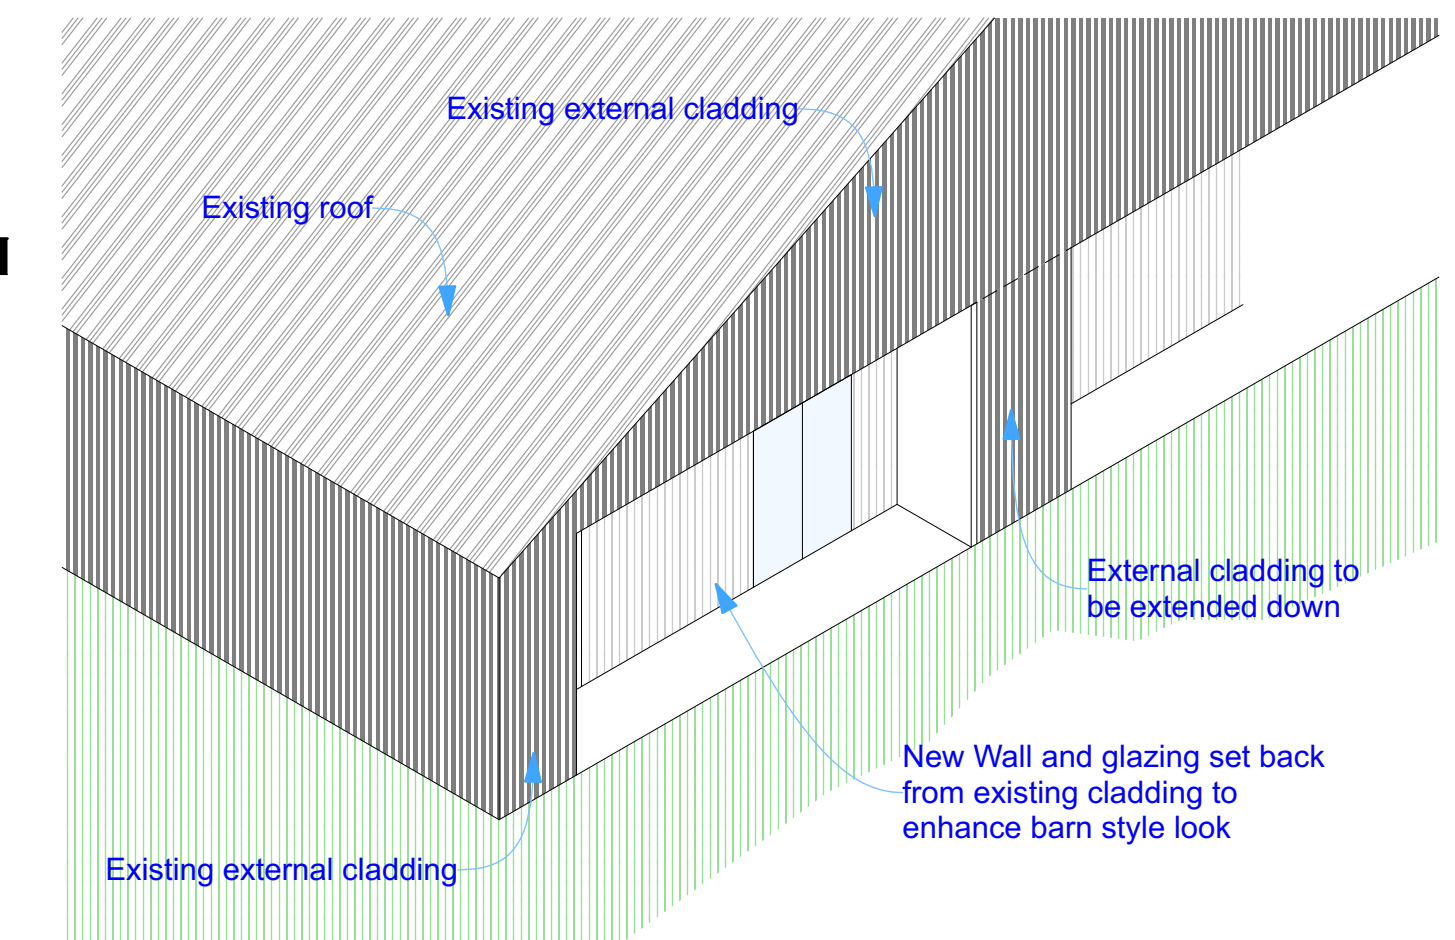 Existing external cladding
Existing roof
External cladding to
be extended down
New Wall and glazing set back
from existing cladding to
enhance barn style look
Existing external cladding